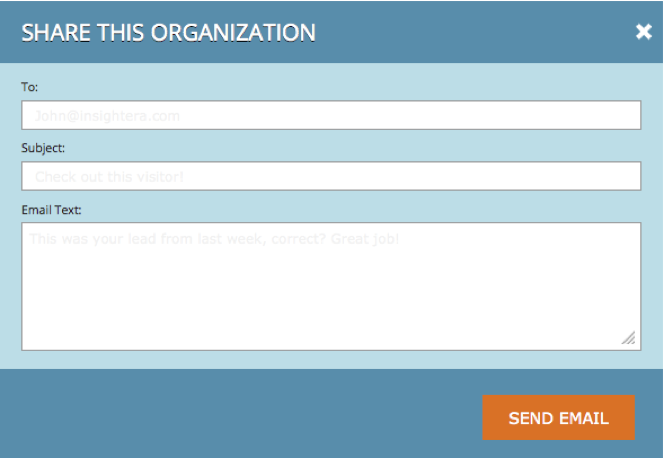 SHARE THIS ORGANIZATION
To:
John@insightera.com
Subject:
Check out this visitor!
Email Text:
This was your lead from last week, correct? Great job!
SEND EMAIL